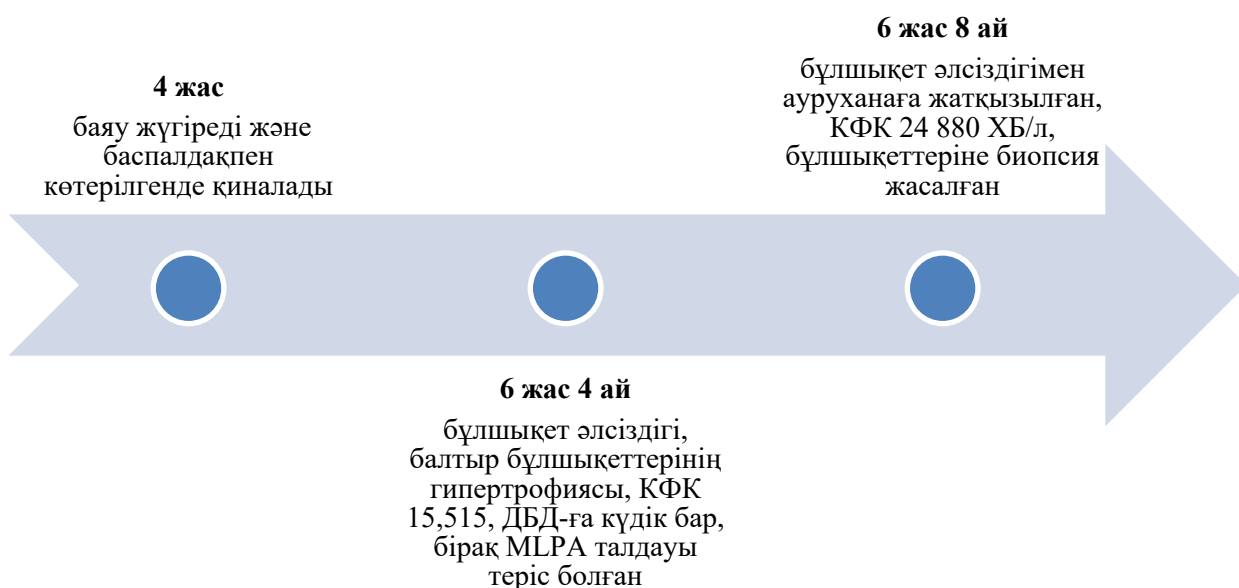 4 жас
баяу жүгіреді және
баспалдақпен
көтерілгенде қиналады
6 жас 4 ай
бұлшықет әлсіздігі,
балтыр бұлшықеттерінің
гипертрофиясы, КФК
15,515, ДБД-ға күдік бар,
бірақ MLPA талдауы
теріс болған
6 жас 8 ай
бұлшықет әлсіздігімен
ауруханаға жатқызылған,
КФК 24 880 ХБ/л,
бұлшықеттеріне биопсия
жасалған